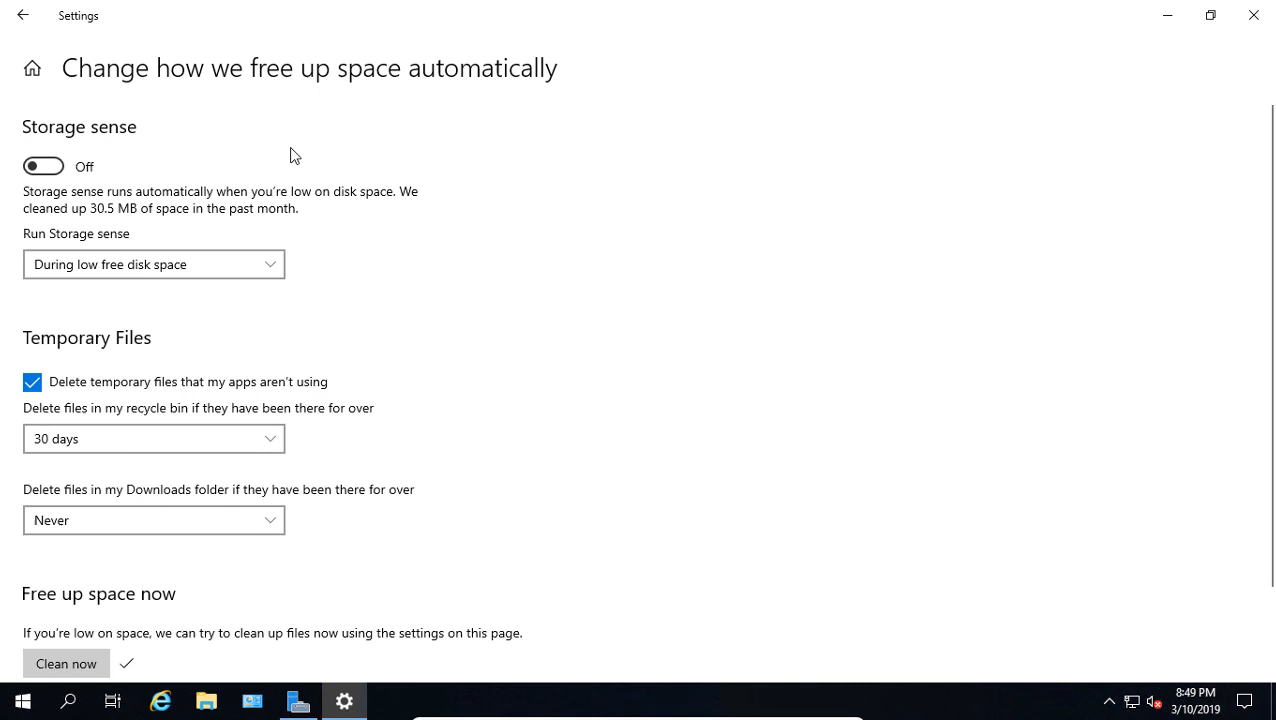 Settings
Change how we free up space automatically
Storage sense
Off
Storage sense runs automatically when you're low on disk space. We
cleaned up 30.5 MB of space in the past month.
Run Storage sense
During low free disk space
Temporary Files
Delete temporary files that my apps aren't using
Delete files in my recycle bin if they have been there for over
30 days
Delete files in my Downloads folder if they have been there for over
Never
Free up space now
If you're low on space, we can try to clean up files now using the settings on this page.
Clean now
8:49 PM
3/10/2019